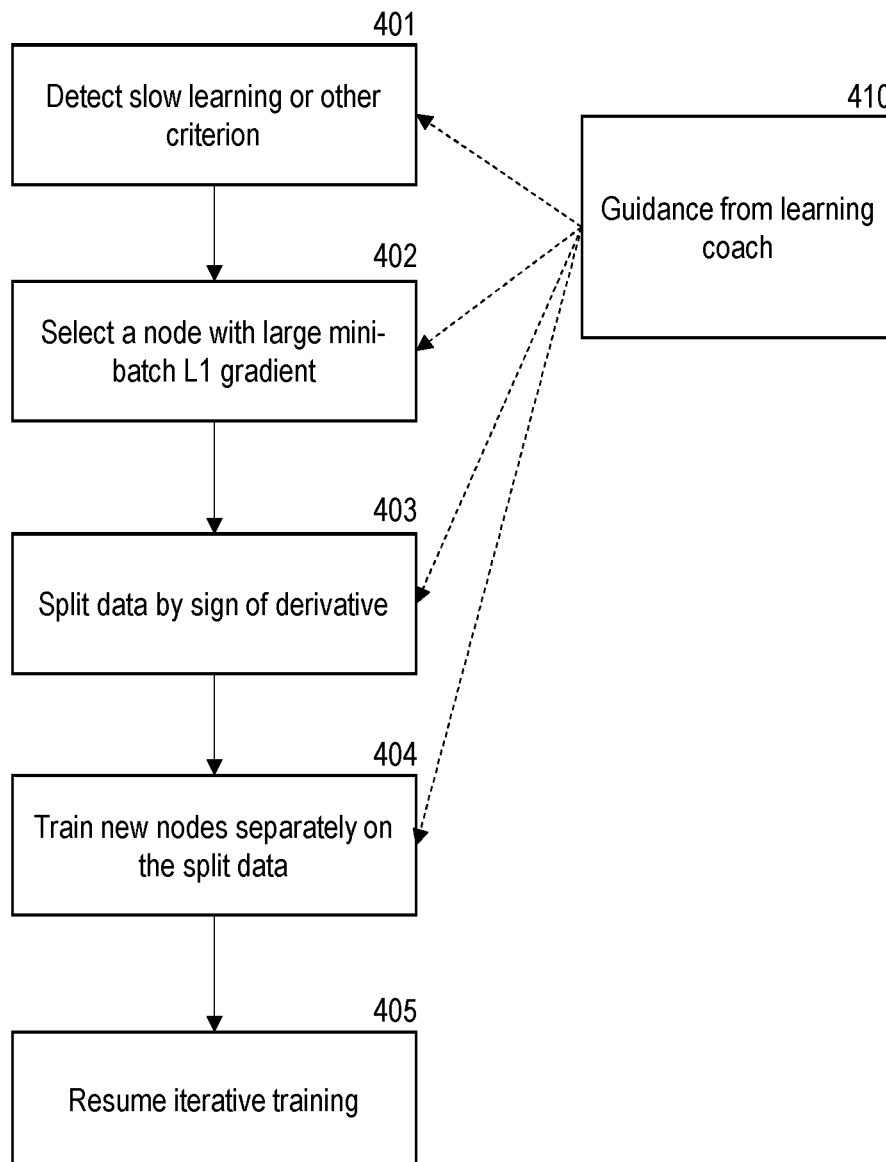 401
Detect slow learning or other
criterion
410
Guidance from learning
coach
402
Select a node with large mini-
batch L1 gradient
403
Split data by sign of derivative
404
Train new nodes separately on
the split data
405
Resume iterative training